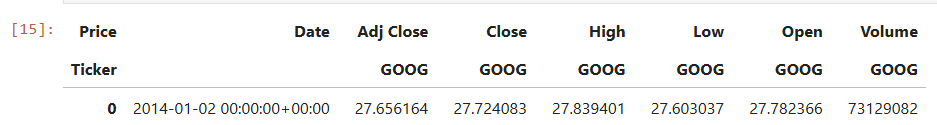 [15]: Price Date Adj Close Close High Low Open Volume
Ticker GOOG GOOG GOOG GOOG GOOG GOOG
0 2014-01-02 00:00:00+00:00 27.656164 27.724083 27.839401 27.603037 27.782366 73129082